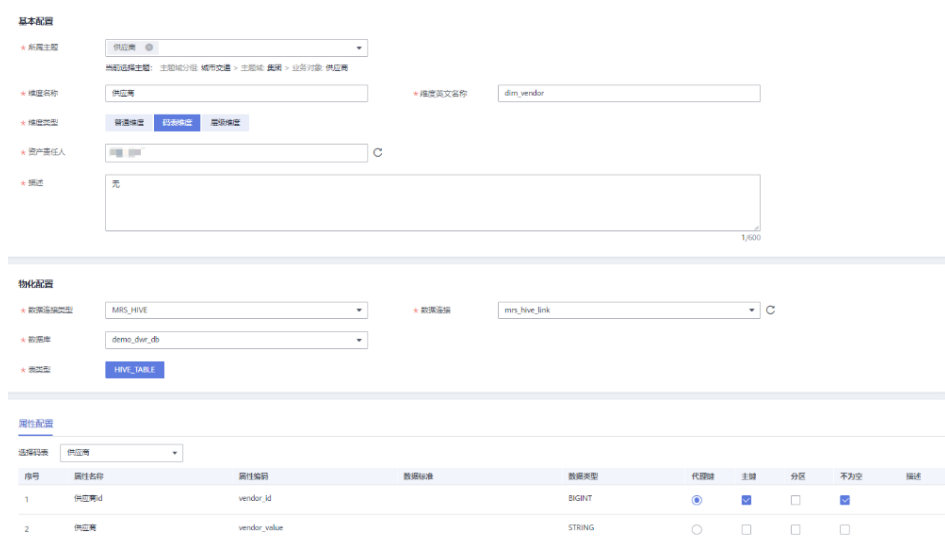 基本配置
* 所属主题 供应商
当前选择主题: 主题域分组 城市交通 > 主题域 集团 > 业务对象 供应商
* 维度名称 供应商 * 维度英文名称 dim_vendor
* 维度类型 普通维度 码表维度 层级维度
* 资产责任人
* 描述 无
1/600
物化配置
* 数据连接类型 MRS_HIVE * 数据连接 mrs_hive_link
* 数据库 demo_dwr_db
* 表类型 HIVE_TABLE
属性配置
选择码表 供应商
序号 属性名称 属性编码 数据标准 数据类型 代理键 主键 分区 不为空 描述
1 供应商id vendor_id BIGINT
2 供应商 vendor_value STRING